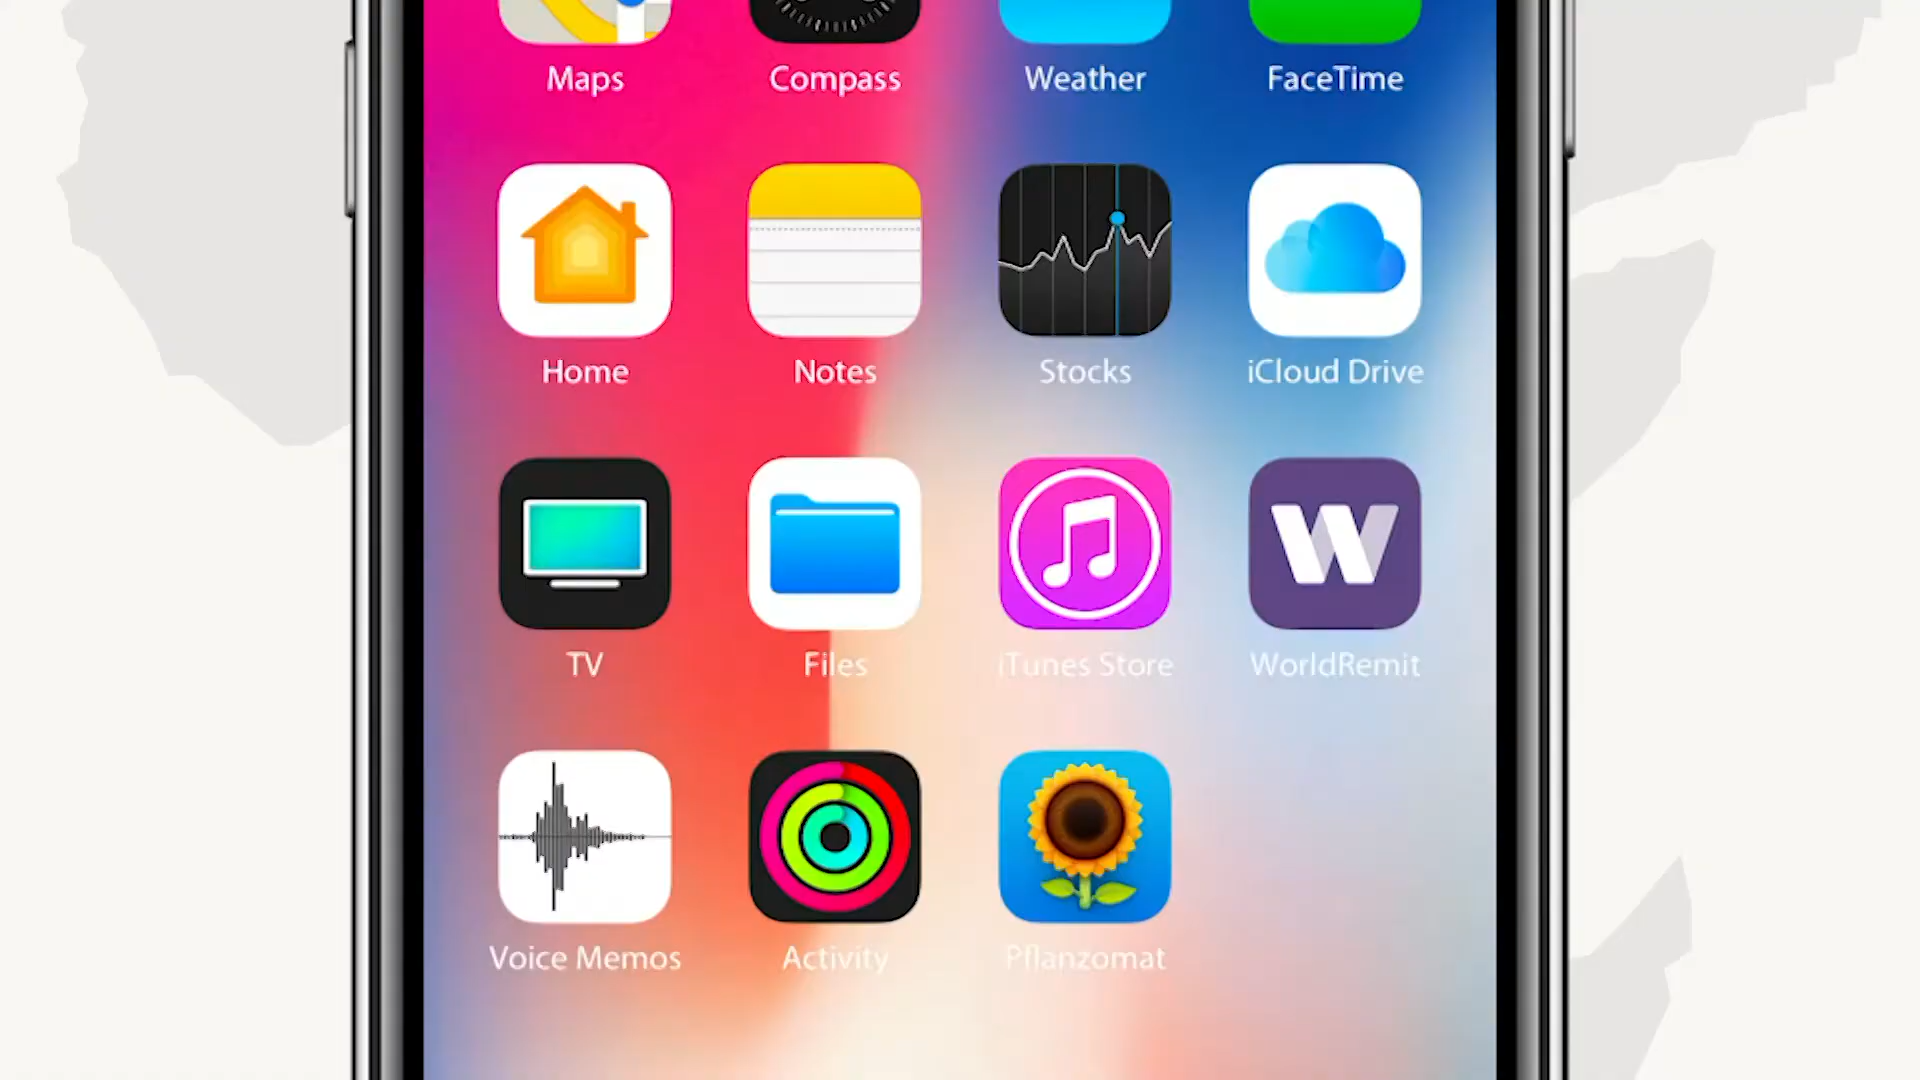 Maps Compass Weather FaceTime
Home Notes Stocks iCloud Drive
W
TV Files iTunes Store WorldRemit
Voice Memos Activity Pflanzomat